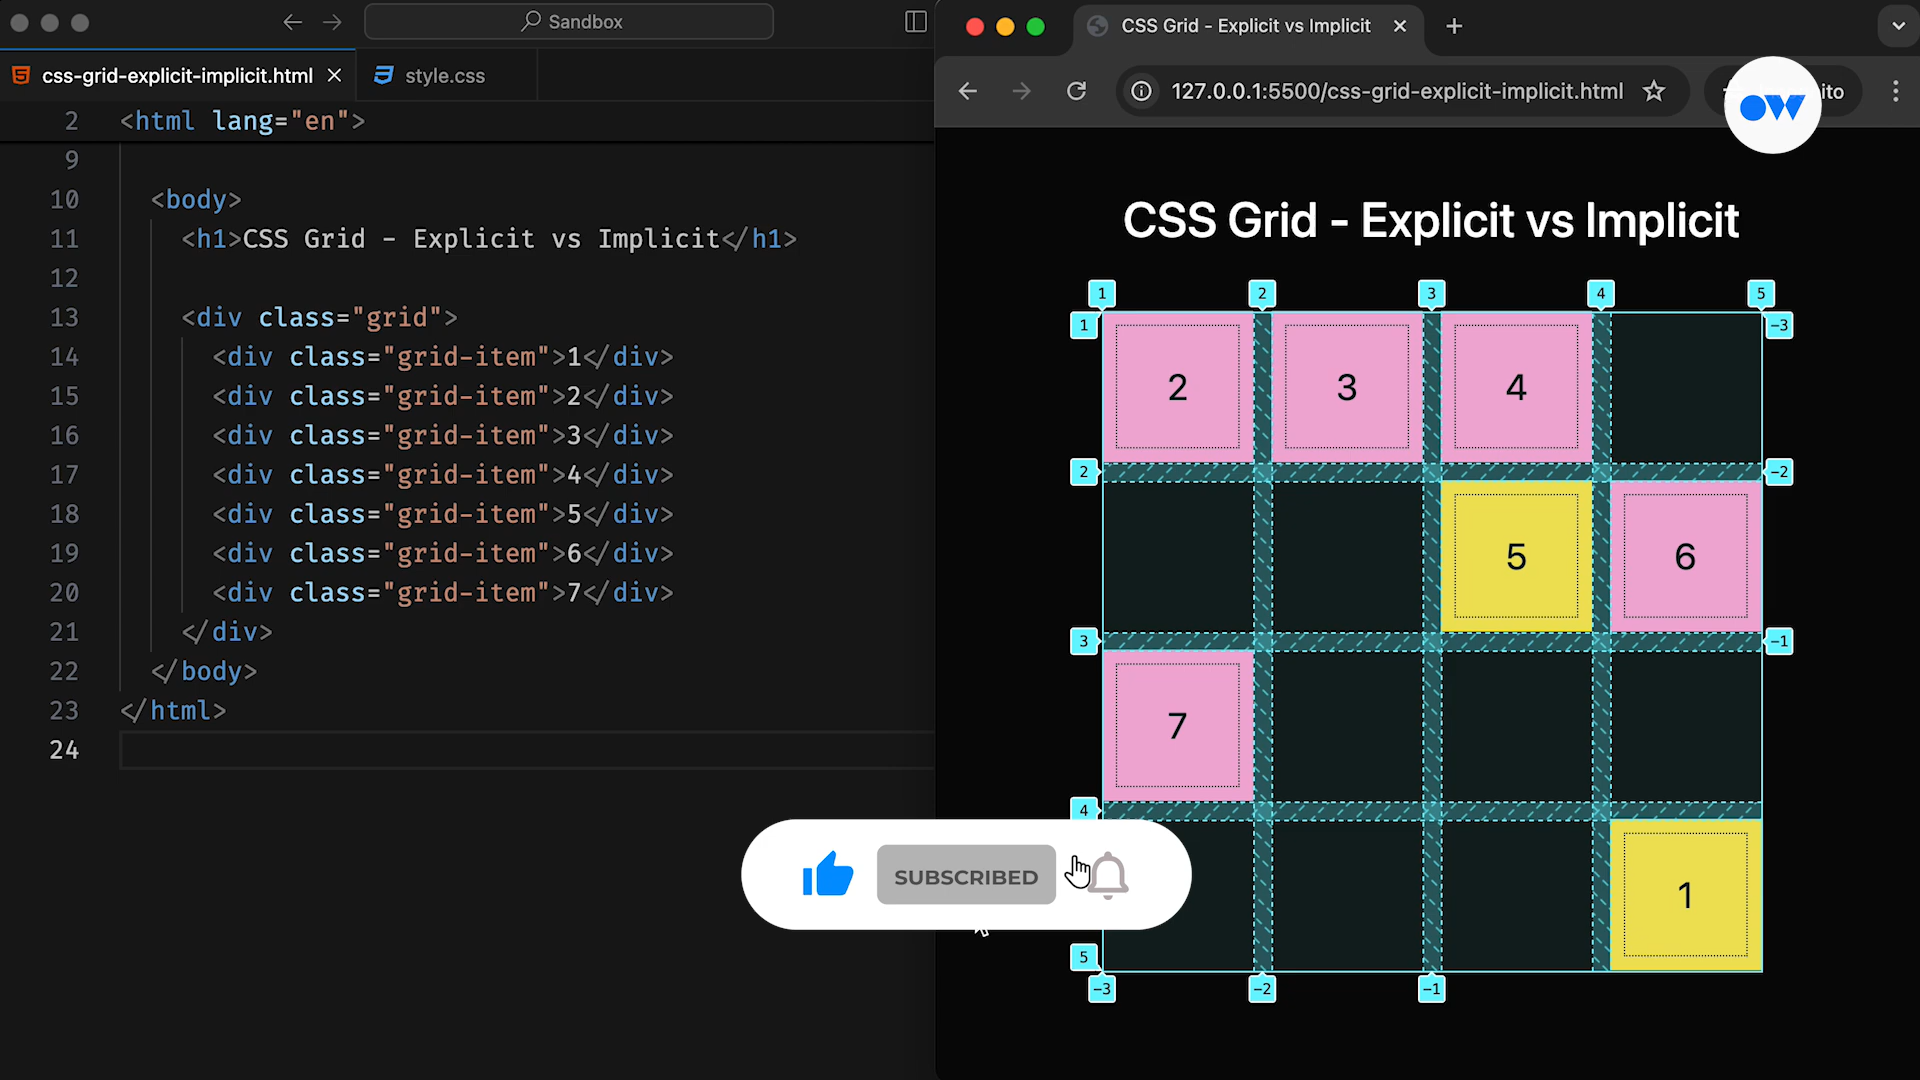 Sandbox
css-grid-explicit-implicit.html
style.css
2 <html lang="en">
9
10 <body>
11 <h1>CSS Grid - Explicit vs Implicit</h1>
12
13 <div class="grid">
14 <div class="grid-item">1</div>
15 <div class="grid-item">2</div>
16 <div class="grid-item">3</div>
17 <div class="grid-item">4</div>
18 <div class="grid-item">5</div>
19 <div class="grid-item">6</div>
20 <div class="grid-item">7</div>
21 </div>
22 </body>
23 </html>
24
CSS Grid - Explicit vs Implicit
127.0.0.1:5500/css-grid-explicit-implicit.html
ito
OW
CSS Grid - Explicit vs Implicit
1 2 3 4 5
1 -3
2 3 4
2 -2
5 6
3 -1
7
4
1
5
-3 -2 -1
SUBSCRIBED